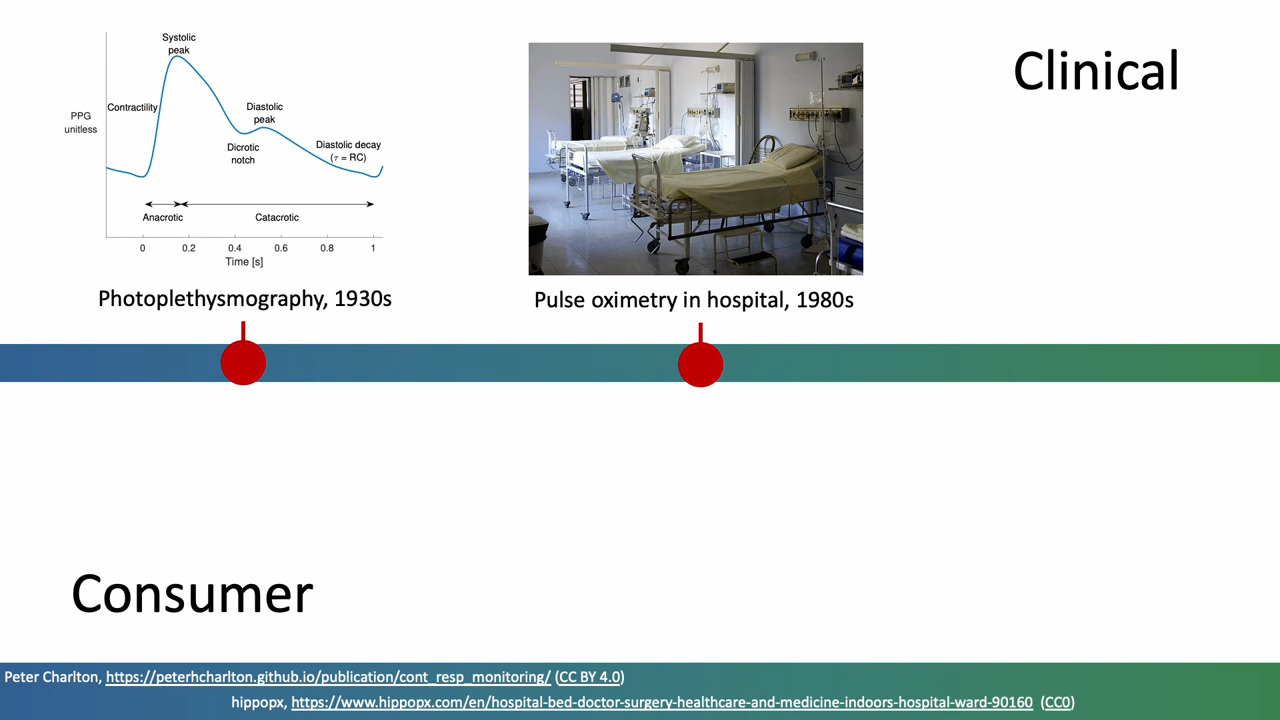 Systolic
peak
Contractility
PPG
unitless
Diastolic
peak
Dicrotic
notch
Diastolic decay
(τ = RC)
Anacrotic
Catacrotic
0 0.2 0.4 0.6 0.8 1
Time [s]
Clinical
Photoplethysmography, 1930s
Pulse oximetry in hospital, 1980s
Consumer
Peter Charlton, https://peterhcharlton.github.io/publication/cont_resp_monitoring/ (CC BY 4.0)
hippopx, https://www.hippopx.com/en/hospital-bed-doctor-surgery-healthcare-and-medicine-indoors-hospital-ward-90160 (CC0)